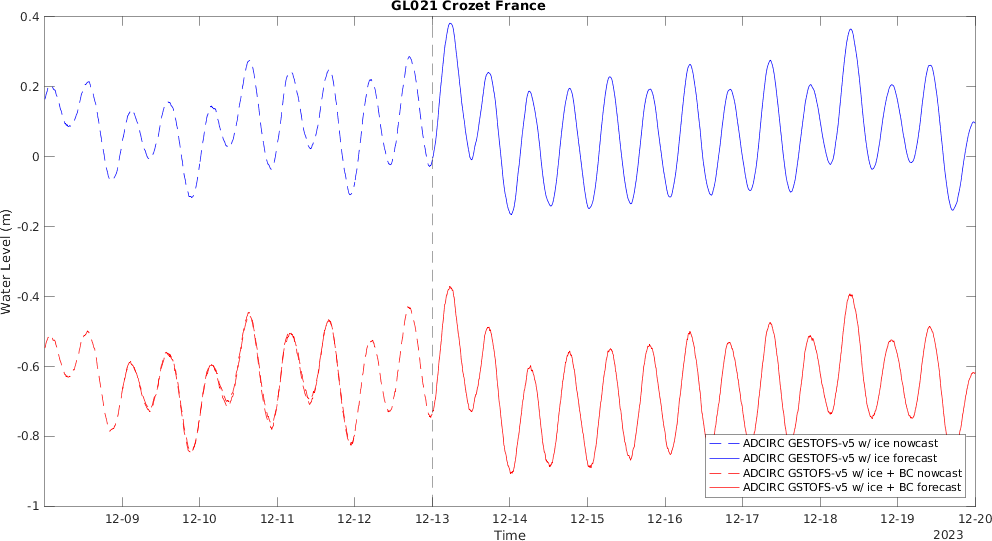 GL021 Crozet France
0.4
0.2
0
-0.2
-0.4
-0.6
-0.8
-1
Water Level (m)
ADCIRC GESTOFS-v5 w/ ice nowcast
ADCIRC GESTOFS-v5 w/ ice forecast
ADCIRC GSTOFS-v5 w/ ice + BC nowcast
ADCIRC GSTOFS-v5 w/ ice + BC forecast
12-09 12-10 12-11 12-12 12-13 12-14 12-15 12-16 12-17 12-18 12-19 12-20
Time
2023